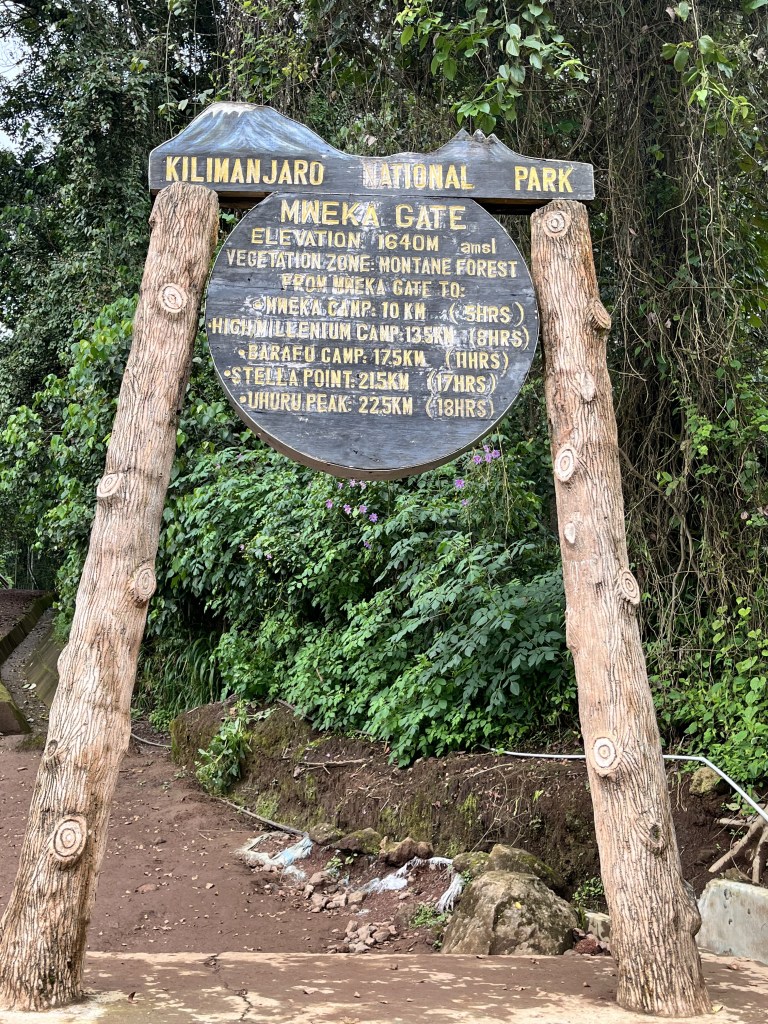 KILIMANJARO NATIONAL PARK
MWEKA GATE
ELEVATION: 1640M amsl
VEGETATION ZONE: MONTANE FOREST
FROM MWEKA GATE TO:
•MWEKA CAMP: 10 KM (5HRS)
•HIGH MILLENIUM CAMP: 13.5KM (8HRS)
•BARAFU CAMP: 17.5KM (11HRS)
•STELLA POINT: 21.5KM (17HRS)
•UHURU PEAK: 22.5KM (18HRS)